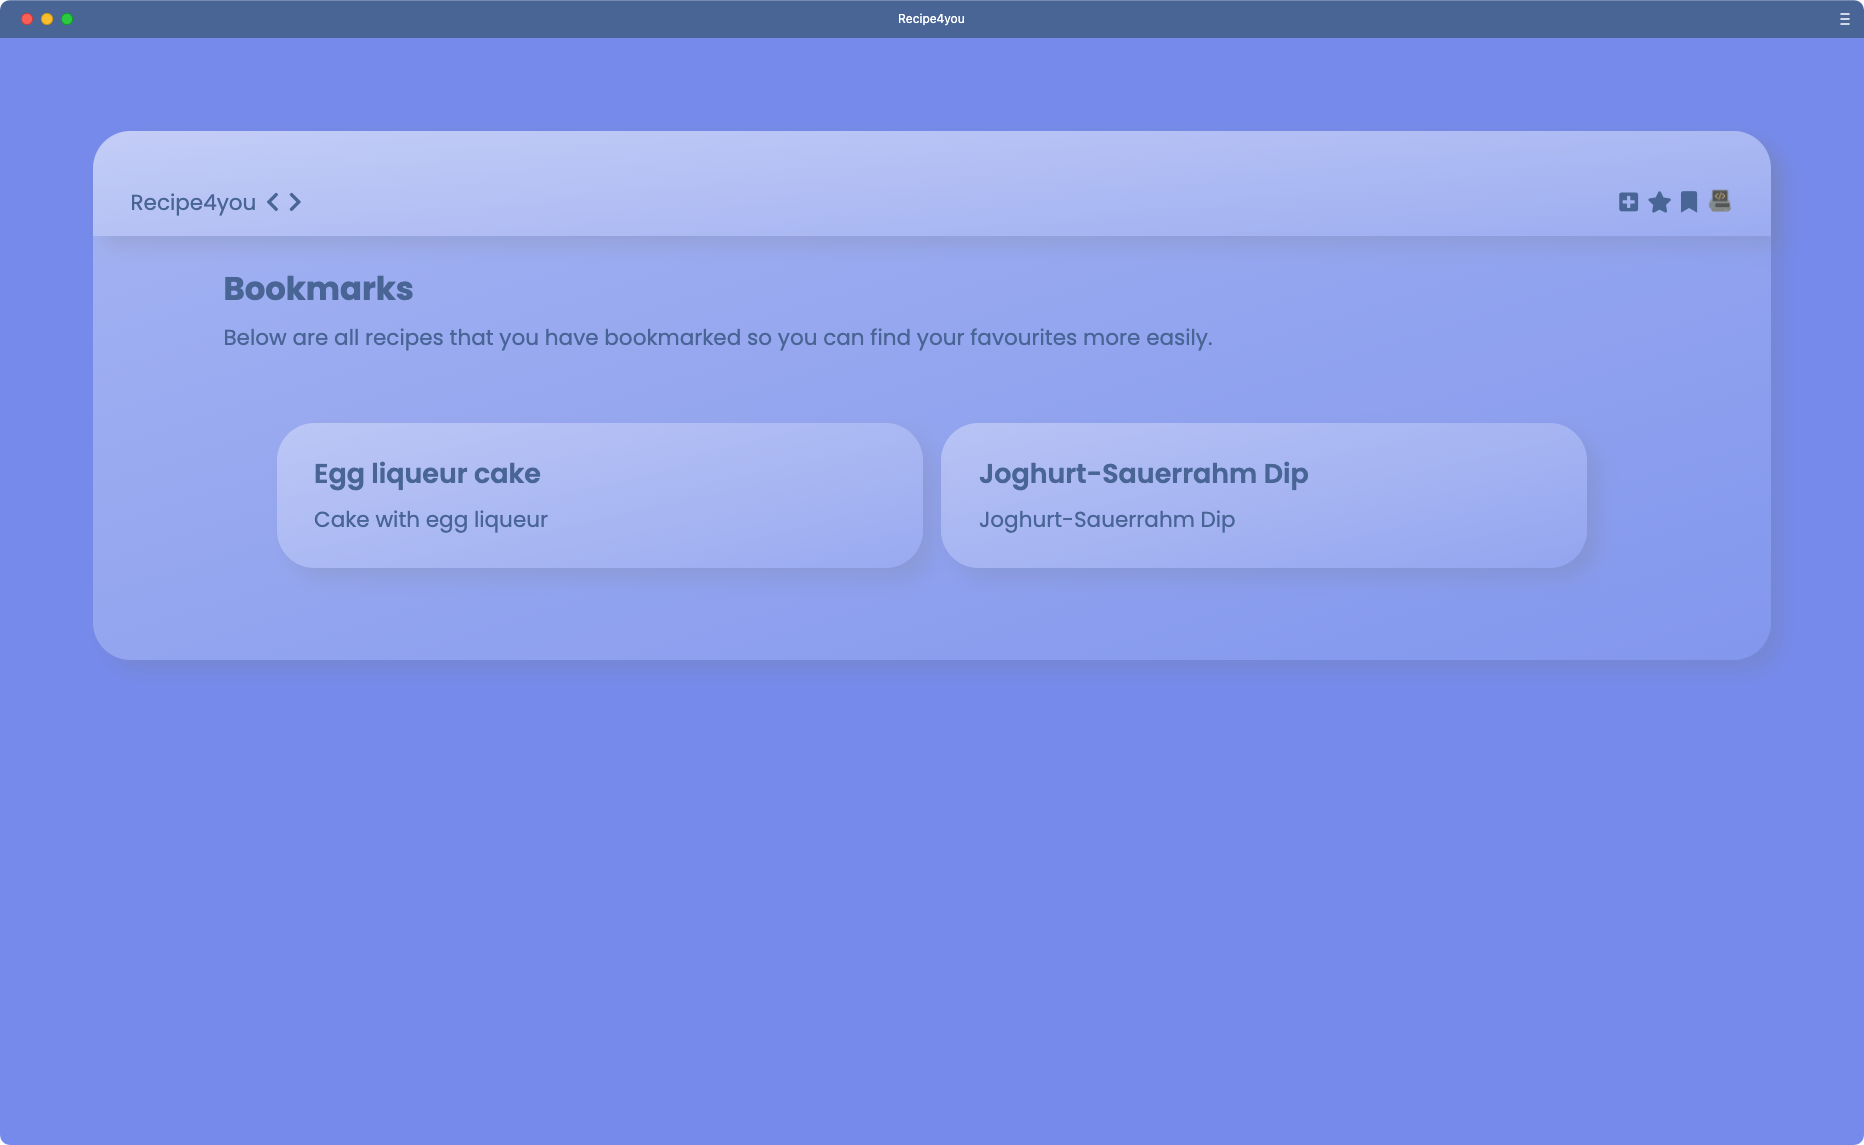 Recipe4you
Recipe4you
Bookmarks
Below are all recipes that you have bookmarked so you can find your favourites more easily.
Egg liqueur cake
Cake with egg liqueur
Joghurt-Sauerrahm Dip
Joghurt-Sauerrahm Dip